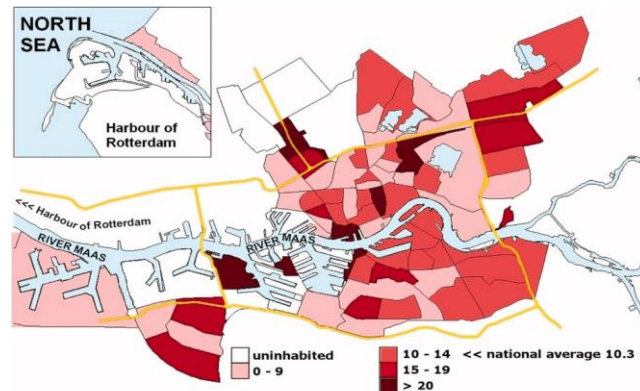 NORTH
SEA
Harbour of
Rotterdam
<<< Harbour of Rotterdam
RIVER MAAS
RIVER MAAS
uninhabited
0 - 9
10 - 14 << national average 10.3
15 - 19
> 20